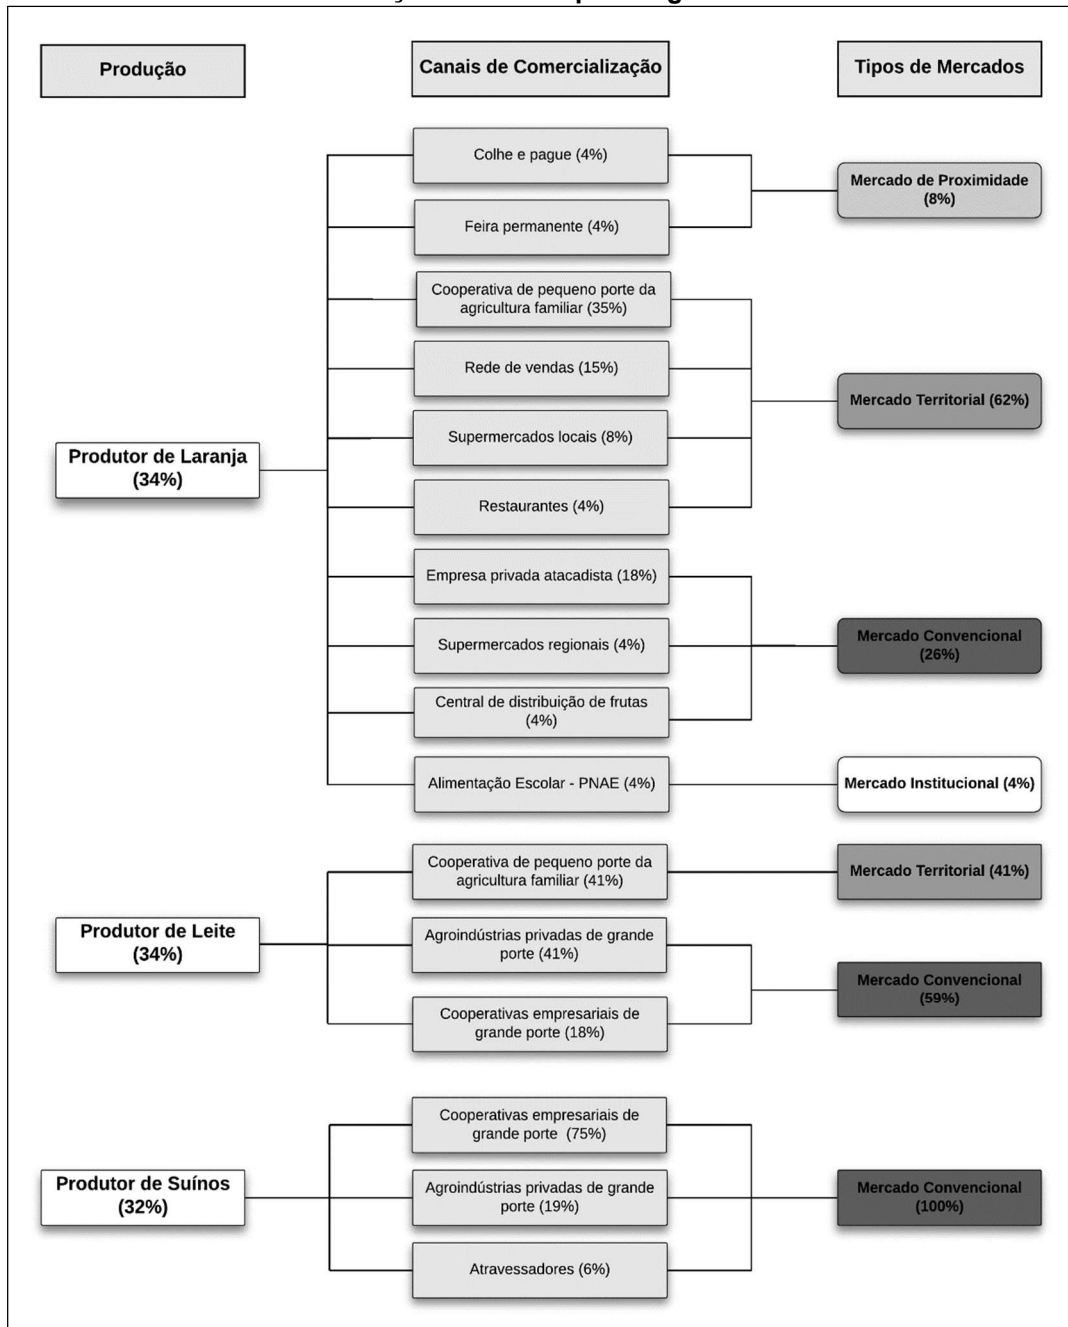 Produção
Canais de Comercialização
Tipos de Mercados
Colhe e pague (4%)
Feira permanente (4%)
Mercado de Proximidade
(8%)
Cooperativa de pequeno porte da
agricultura familiar (35%)
Rede de vendas (15%)
Supermercados locais (8%)
Restaurantes (4%)
Mercado Territorial (62%)
Produtor de Laranja
(34%)
Empresa privada atacadista (18%)
Supermercados regionais (4%)
Central de distribuição de frutas
(4%)
Mercado Convencional
(26%)
Alimentação Escolar - PNAE (4%)
Mercado Institucional (4%)
Produtor de Leite
(34%)
Cooperativa de pequeno porte da
agricultura familiar (41%)
Mercado Territorial (41%)
Agroindústrias privadas de grande
porte (41%)
Cooperativas empresariais de
grande porte (18%)
Mercado Convencional
(59%)
Produtor de Suínos
(32%)
Cooperativas empresariais de
grande porte (75%)
Agroindústrias privadas de grande
porte (19%)
Atravessadores (6%)
Mercado Convencional
(100%)